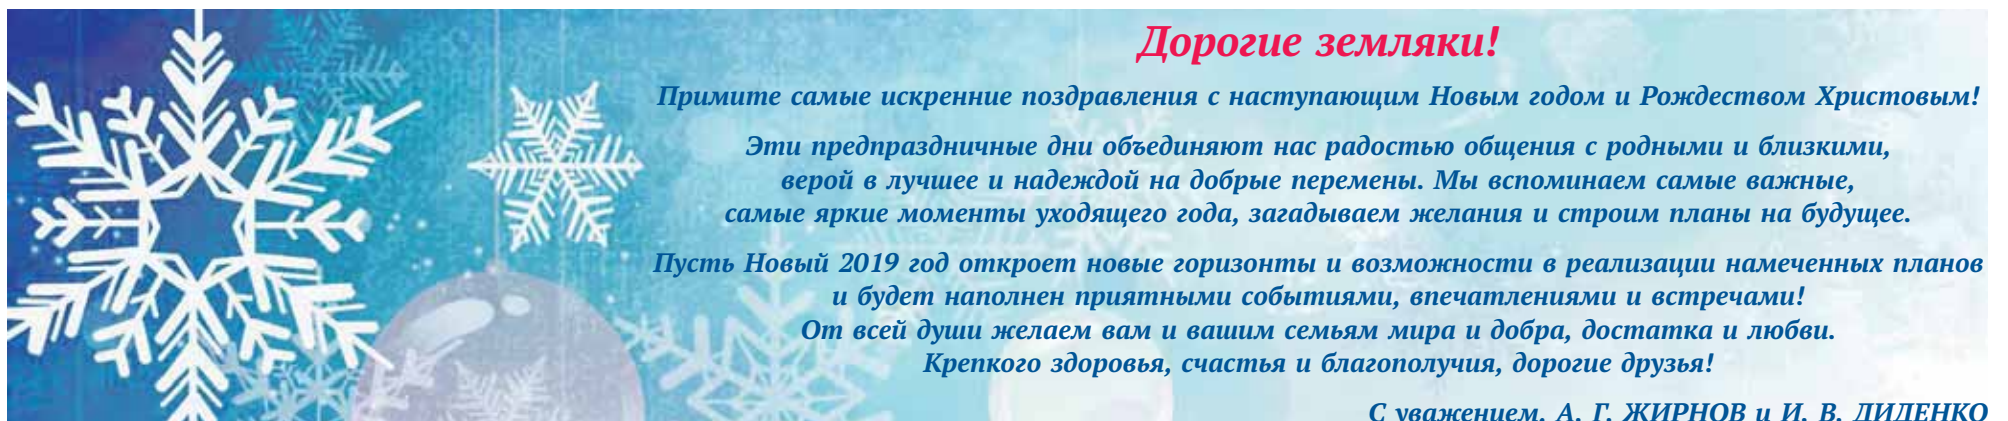 Дорогие земляки!
Примите самые искренние поздравления с наступающим Новым годом и Рождеством Христовым!
Эти предпраздничные дни объединяют нас радостью общения с родными и близкими,
верой в лучшее и надеждой на добрые перемены. Мы вспоминаем самые важные,
самые яркие моменты уходящего года, загадываем желания и строим планы на будущее.
Пусть Новый 2019 год откроет новые горизонты и возможности в реализации намеченных планов
и будет наполнен приятными событиями, впечатлениями и встречами!
От всей души желаем вам и вашим семьям мира и добра, достатка и любви.
Крепкого здоровья, счастья и благополучия, дорогие друзья!
С уважением, А. Г. ЖИРНОВ и И. В. ДИДЕНКО